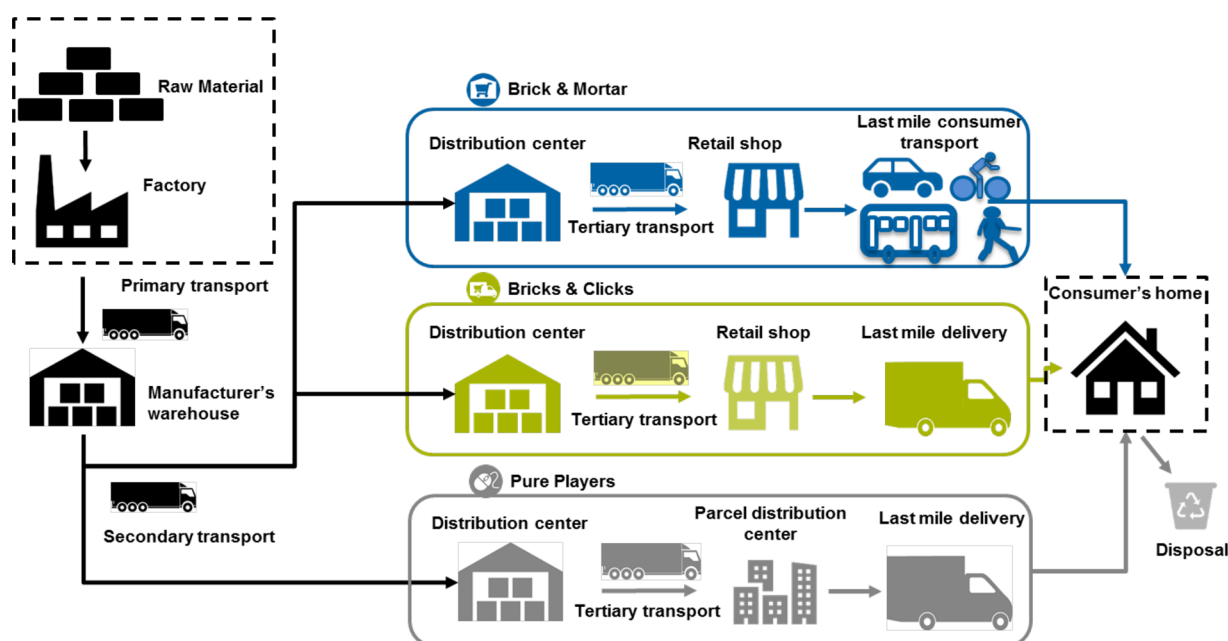 Raw Material
Factory
Primary transport
Manufacturer's
warehouse
Secondary transport
Brick & Mortar
Distribution center
Tertiary transport
Retail shop
Last mile consumer
transport
Bricks & Clicks
Distribution center
Tertiary transport
Retail shop
Last mile delivery
Pure Players
Distribution center
Tertiary transport
Parcel distribution
center
Last mile delivery
Consumer's home
Disposal